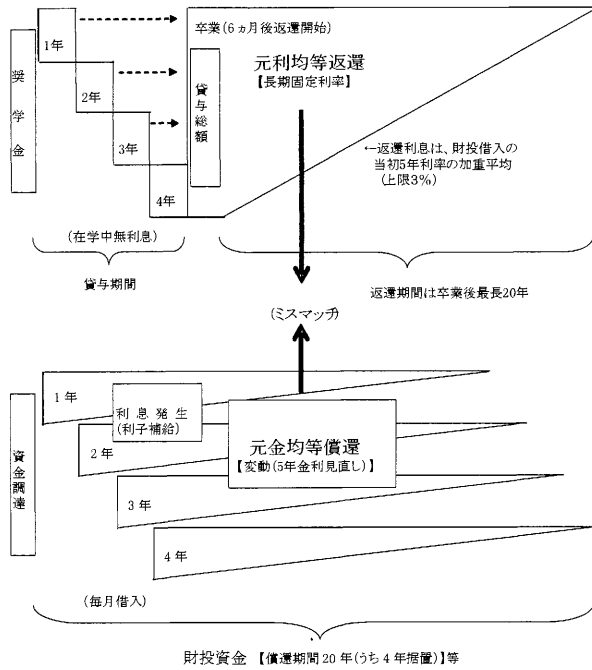 卒業(6ヵ月後返還開始)
1年
元利均等返還
【長期固定利率】
奨学金
2年
貸与総額
3年
←返還利息は、財投借入の
当初5年利率の加重平均
(上限3%)
4年
(在学中無利息)
貸与期間
返還期間は卒業後最長20年
(ミスマッチ)
1年
利息発生
(利子補給)
元金均等償還
【変動(5年金利見直し)】
2年
資金調達
3年
4年
(毎月借入)
財投資金 【償還期間20年(うち4年据置)】等